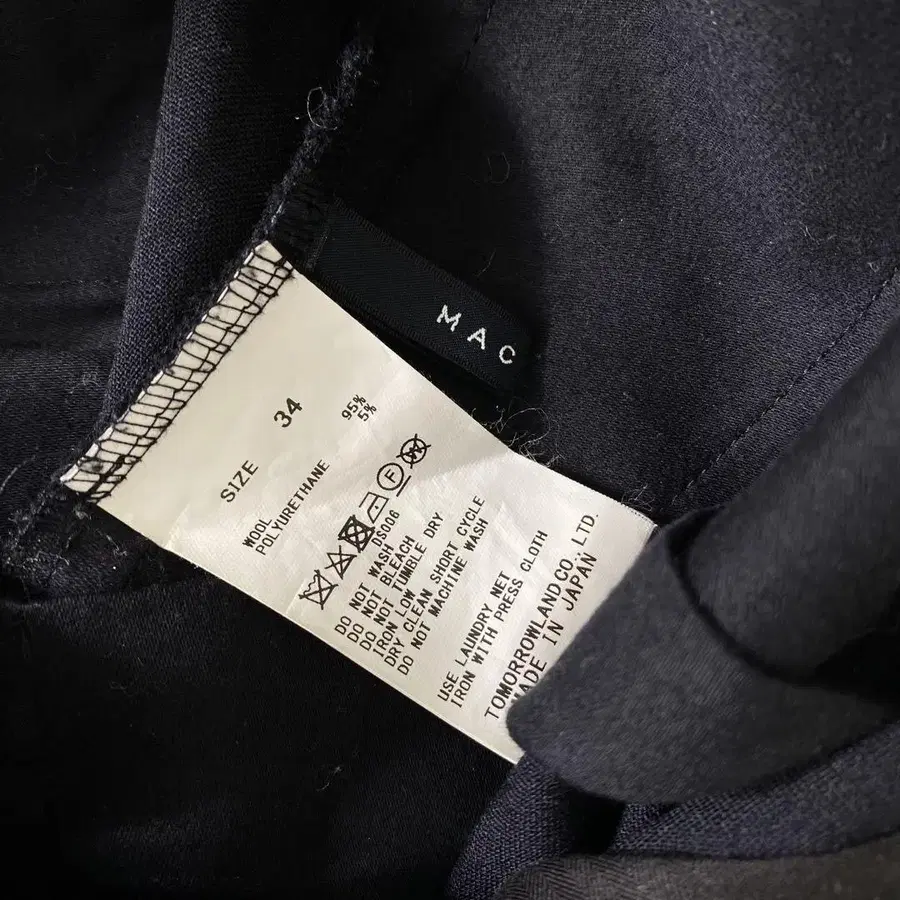 MAC
SIZE 34
WOOL 95%
POLYURETHANE 5%
F
DS006
DO NOT WASH
DO NOT BLEACH
DO NOT TUMBLE DRY
IRON LOW
DRY CLEAN SHORT CYCLE
DO NOT MACHINE WASH
USE LAUNDRY NET
IRON WITH PRESS CLOTH
TOMORROWLAND CO. LTD.
MADE IN JAPAN